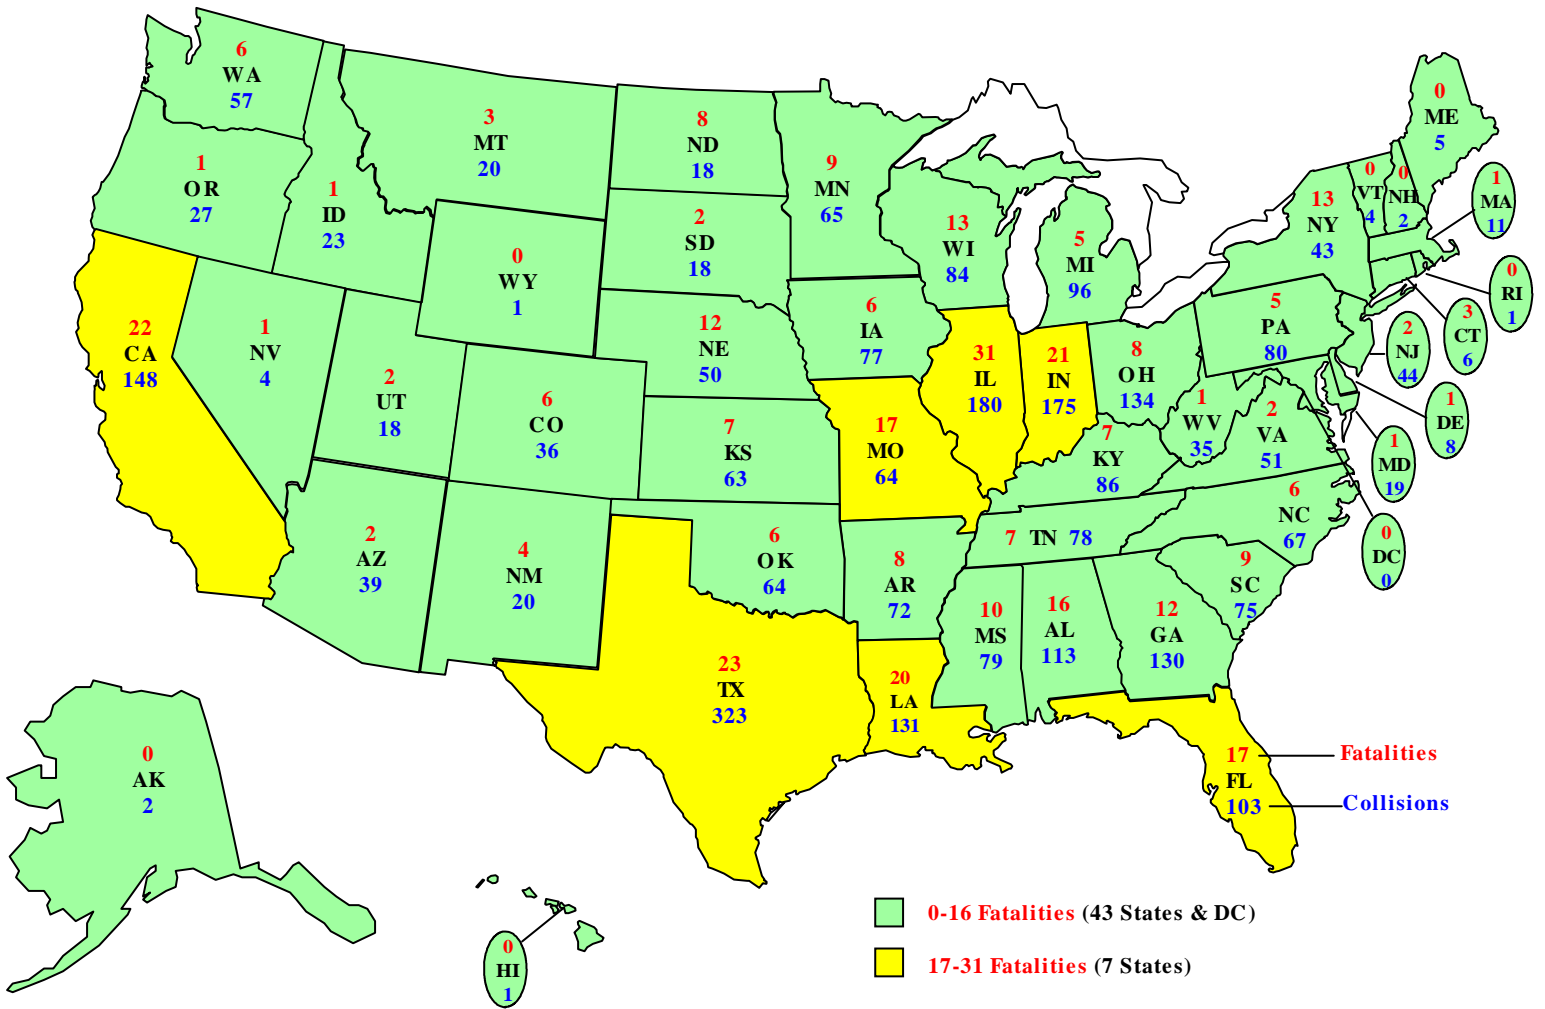 6
WA
57
3
MT
20
8
ND
18
9
MN
65
0
ME
5
1
OR
27
1
ID
23
0
WY
1
2
SD
18
13
WI
84
5
MI
96
13
NY
43
0
VT
4
0
NH
2
1
MA
11
0
RI
1
3
CT
6
2
NJ
44
1
DE
8
1
MD
19
0
DC
0
22
CA
148
1
NV
4
2
UT
18
6
CO
36
12
NE
50
6
IA
77
31
IL
180
21
IN
175
8
OH
134
5
PA
80
1
WV
35
2
VA
51
7
KS
63
17
MO
64
7
KY
86
6
NC
67
7 TN 78
2
AZ
39
4
NM
20
6
OK
64
8
AR
72
9
SC
75
10
MS
79
16
AL
113
12
GA
130
23
TX
323
20
LA
131
17
FL
103
Fatalities
Collisions
0
AK
2
0
HI
1
0-16 Fatalities (43 States & DC)
17-31 Fatalities (7 States)